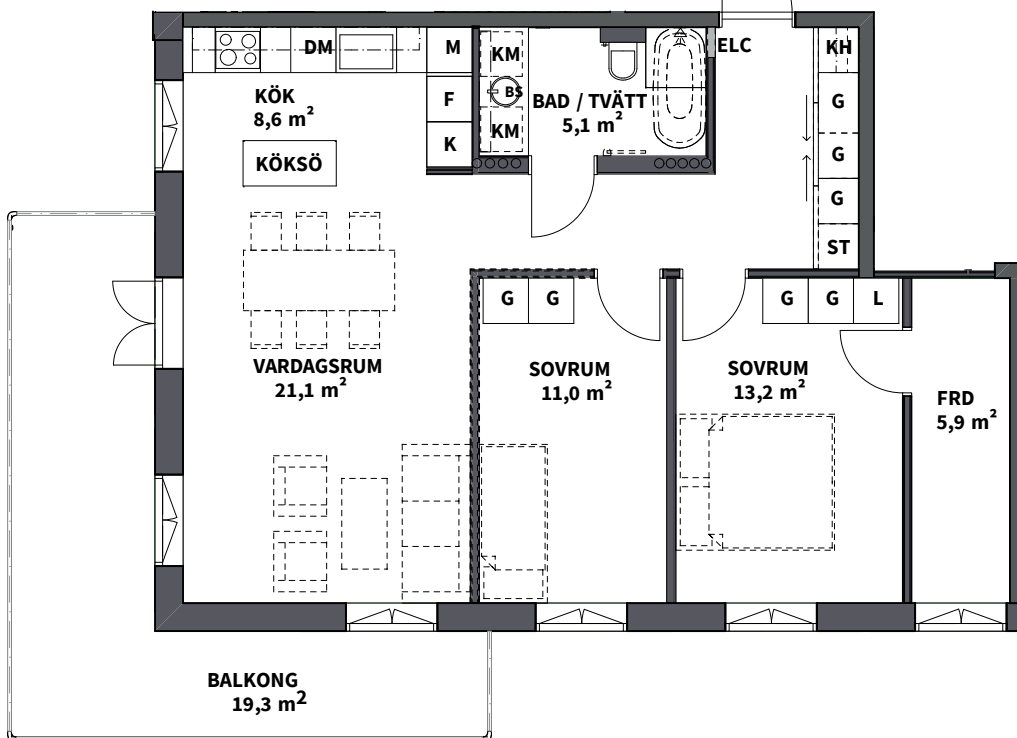 DM
M
KM
ELC
KH
KÖK
8,6 m²
F
BS
BAD / TVÄTT
5,1 m²
G
K
KM
G
KÖKSÖ
G
ST
G
G
G
G
L
VARDAGSRUM
21,1 m²
SOVRUM
11,0 m²
SOVRUM
13,2 m²
FRD
5,9 m²
BALKONG
19,3 m²